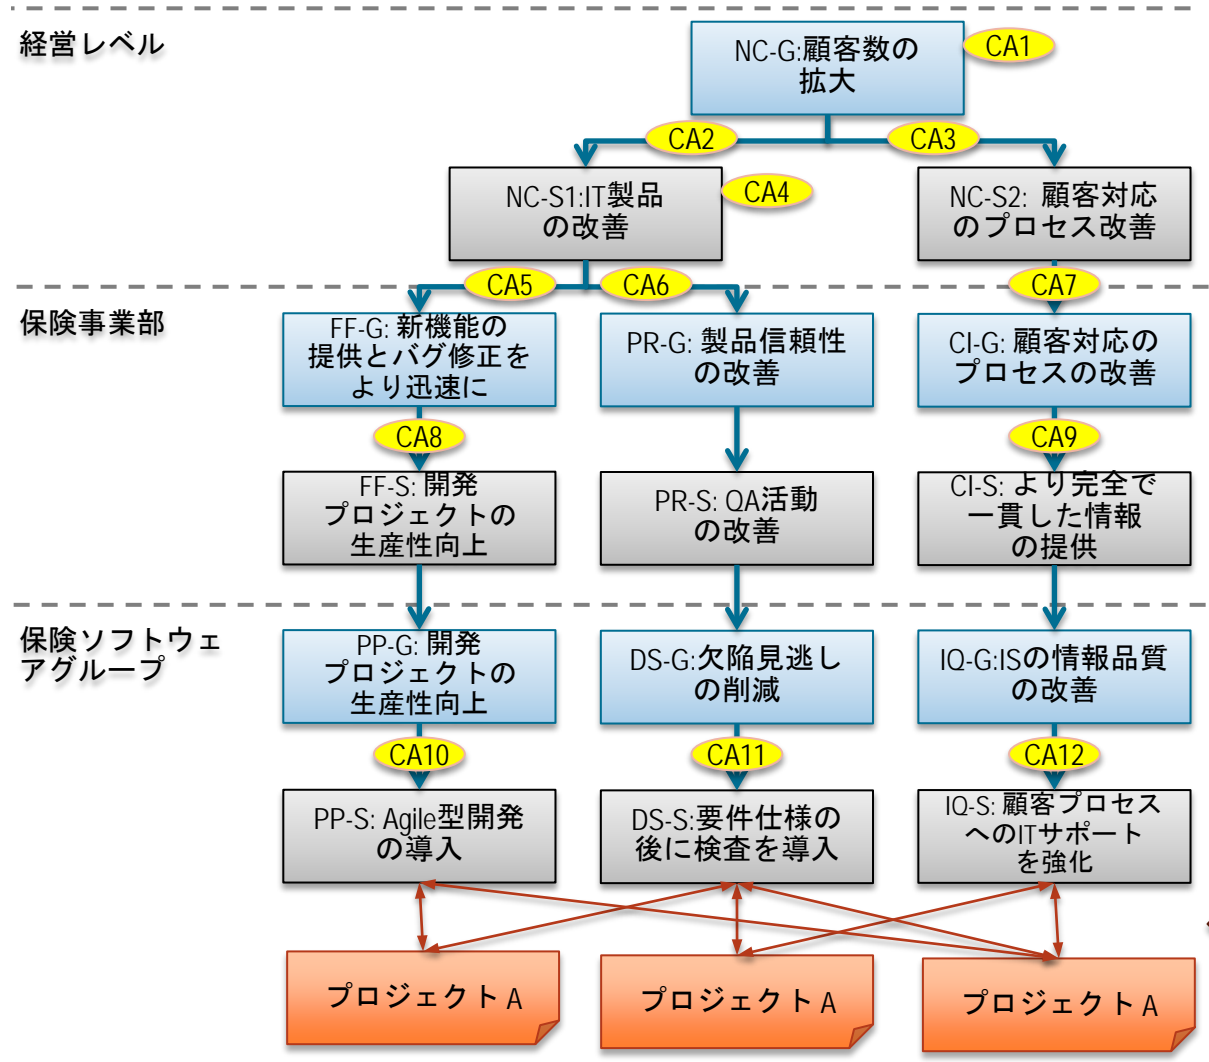 経営レベル
NC-G:顧客数の
拡大
CA1
CA2
CA3
NC-S1:IT製品
の改善
CA4
NC-S2: 顧客対応
のプロセス改善
CA5
CA6
CA7
保険事業部
FF-G: 新機能の
提供とバグ修正を
より迅速に
PR-G: 製品信頼性
の改善
CI-G: 顧客対応の
プロセスの改善
CA8
CA9
FF-S: 開発
プロジェクトの
生産性向上
PR-S: QA活動
の改善
CI-S: より完全で
一貫した情報
の提供
保険ソフトウェ
アグループ
PP-G: 開発
プロジェクトの
生産性向上
DS-G:欠陥見逃し
の削減
IQ-G:ISの情報品質
の改善
CA10
CA11
CA12
PP-S: Agile型開発
の導入
DS-S:要件仕様の
後に検査を導入
IQ-S: 顧客プロセス
へのITサポート
を強化
プロジェクト A
プロジェクト A
プロジェクト A